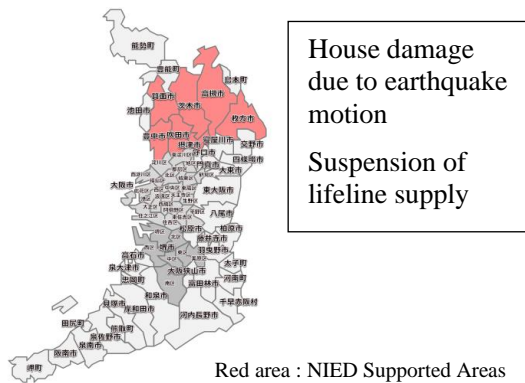 能勢町
豊能町
島本町
箕面市
高槻市
池田市
茨木市
枚方市
豊中市
吹田市
摂津市
寝屋川市
交野市
守口市
門真市
四條畷市
大東市
大阪市
東大阪市
八尾市
松原市
柏原市
藤井寺市
堺市
羽曳野市
高石市
太子町
泉大津市
大阪狭山市
河南町
忠岡町
富田林市
和泉市
千早赤阪村
貝塚市
岸和田市
河内長野市
田尻町
熊取町
泉佐野市
泉南市
阪南市
岬町
House damage
due to earthquake
motion
Suspension of
lifeline supply
Red area : NIED Supported Areas